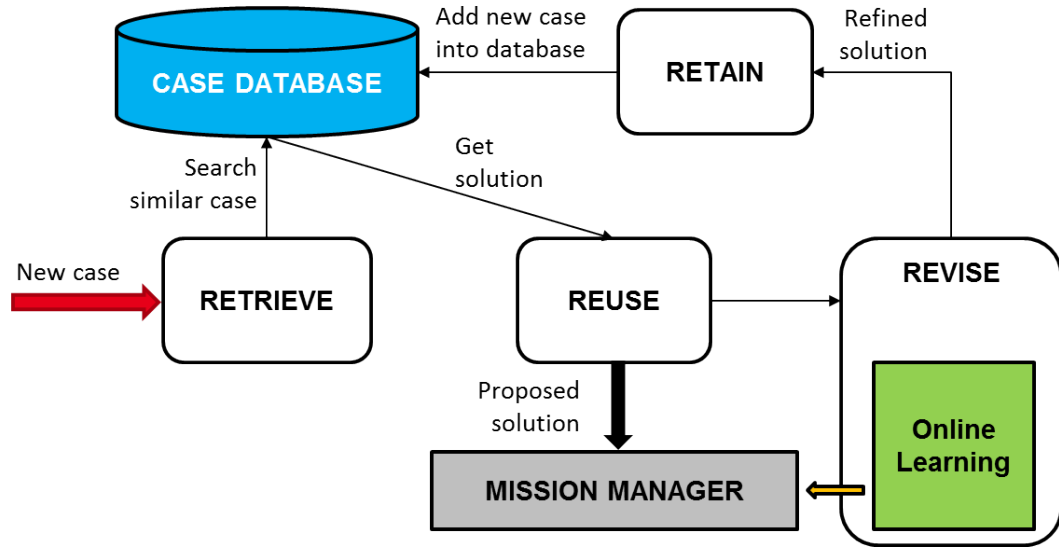 Add new case
into database
Refined
solution
CASE DATABASE
RETAIN
Search
similar case
Get
solution
New case
RETRIEVE
REUSE
REVISE
Proposed
solution
Online
Learning
MISSION MANAGER